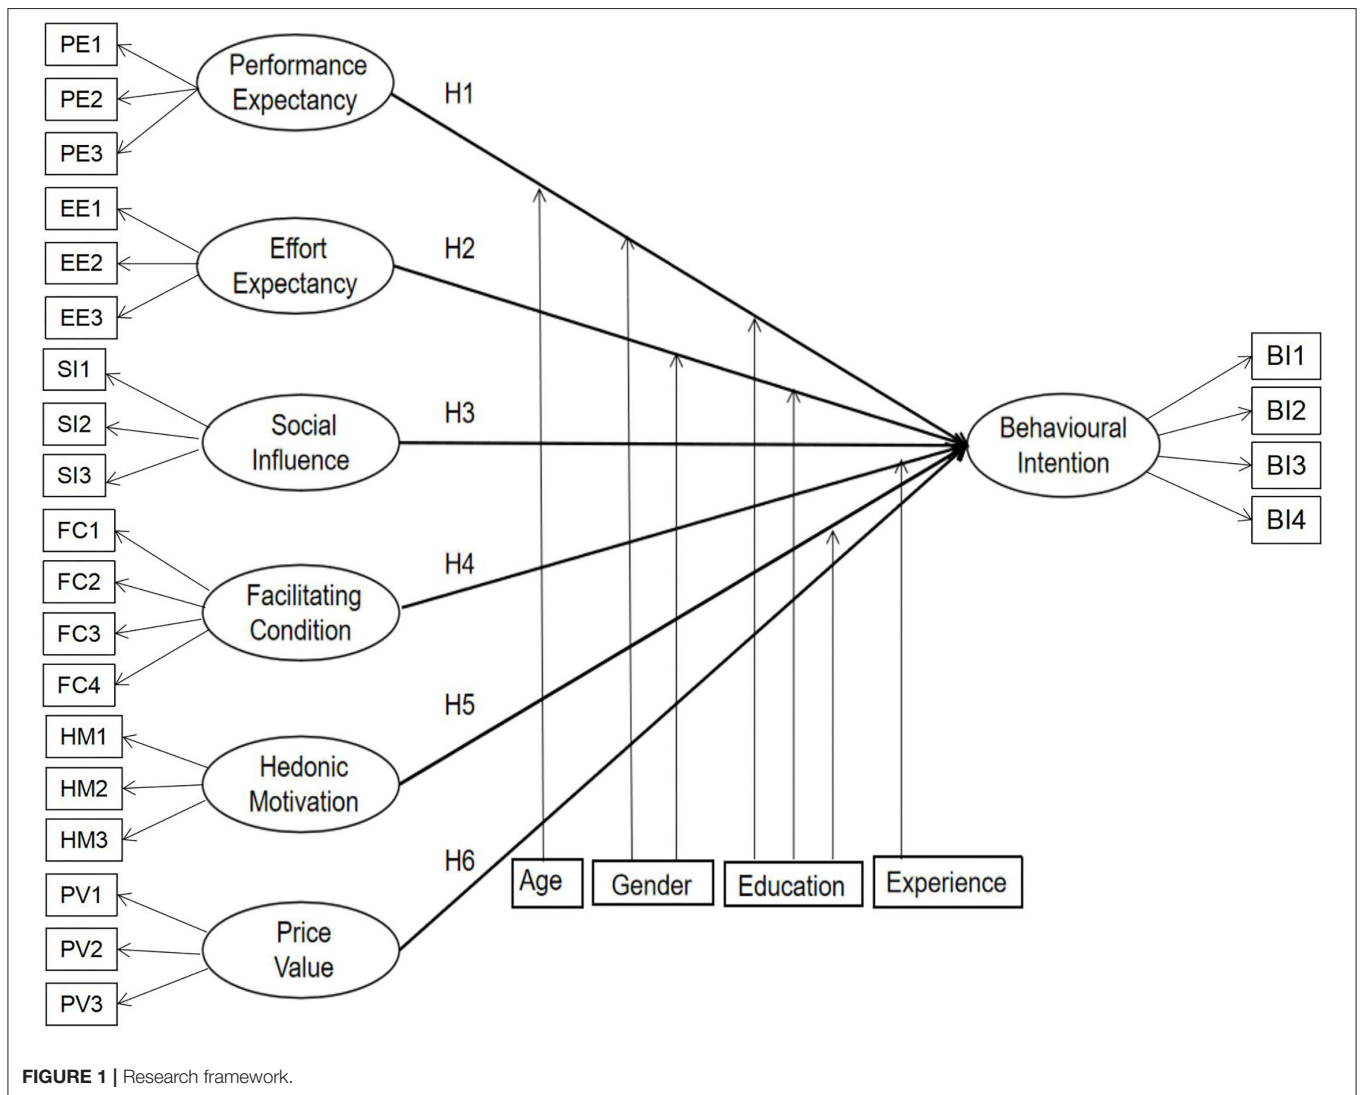 PE1
PE2
PE3
Performance
Expectancy
H1
EE1
EE2
EE3
Effort
Expectancy
H2
SI1
SI2
SI3
Social
Influence
H3
FC1
FC2
FC3
FC4
Facilitating
Condition
H4
HM1
HM2
HM3
Hedonic
Motivation
H5
PV1
PV2
PV3
Price
Value
H6
Age
Gender
Education
Experience
Behavioural
Intention
BI1
BI2
BI3
BI4
FIGURE 1 | Research framework.